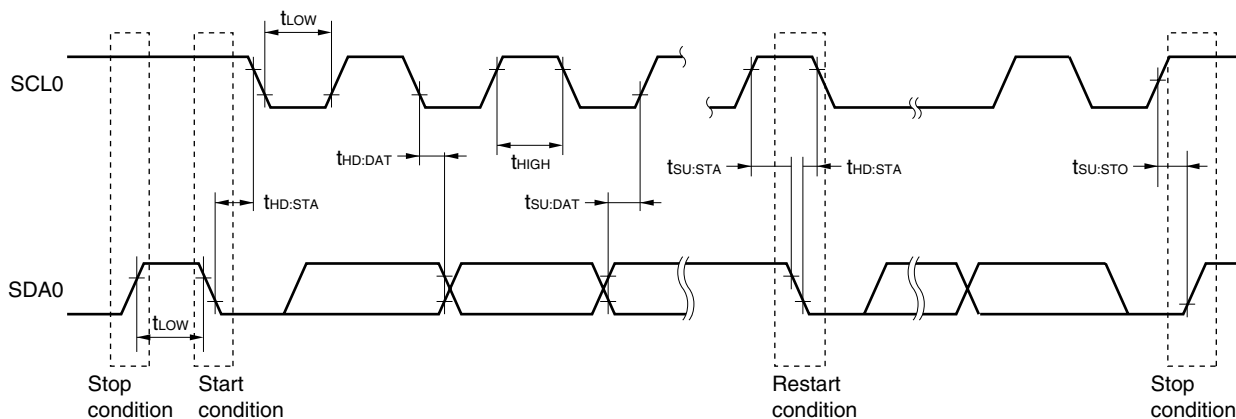 tLOW
SCL0
tHD:DAT
tHIGH
tSU:STA
tHD:STA
tSU:STO
tHD:STA
tSU:DAT
SDA0
tLOW
Stop
condition
Start
condition
Restart
condition
Stop
condition